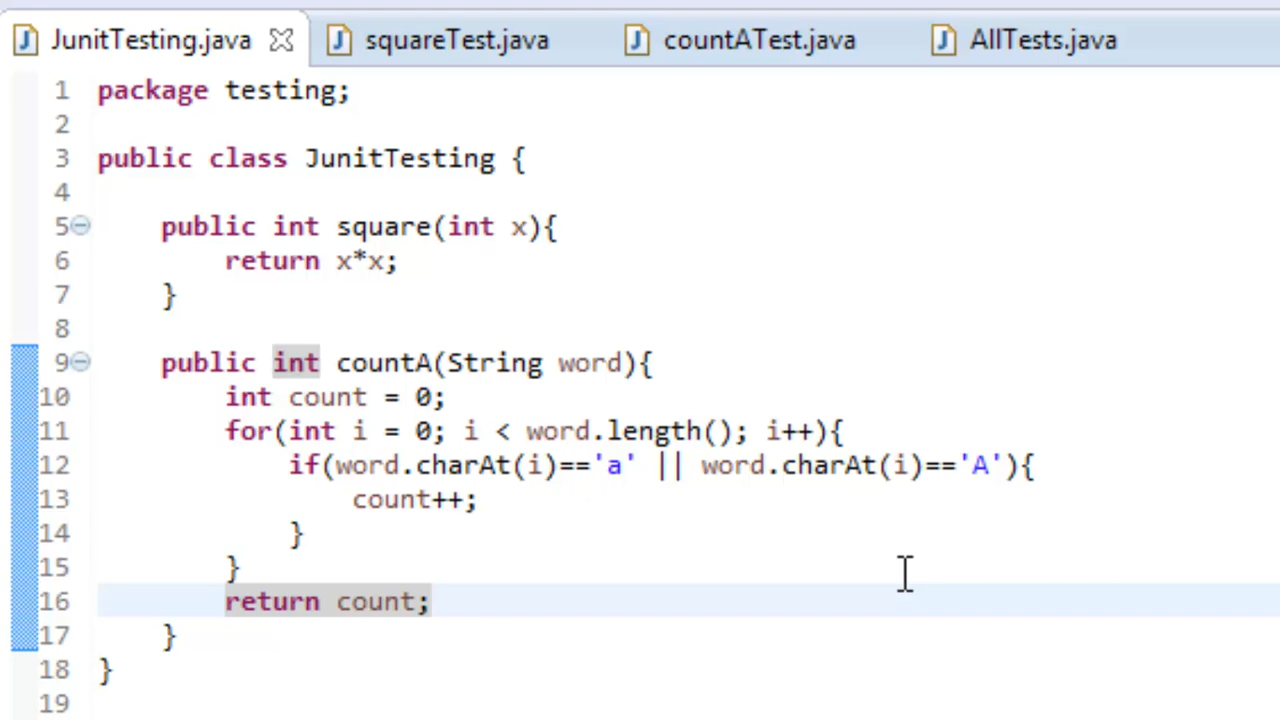 JunitTesting.java squareTest.java countATest.java AllTests.java
1 package testing;
2
3 public class JunitTesting {
4
5 public int square(int x){
6 return x*x;
7 }
8
9 public int countA(String word){
10 int count = 0;
11 for(int i = 0; i < word.length(); i++){
12 if(word.charAt(i)=='a' || word.charAt(i)=='A'){
13 count++;
14 }
15 }
16 return count;
17 }
18 }
19